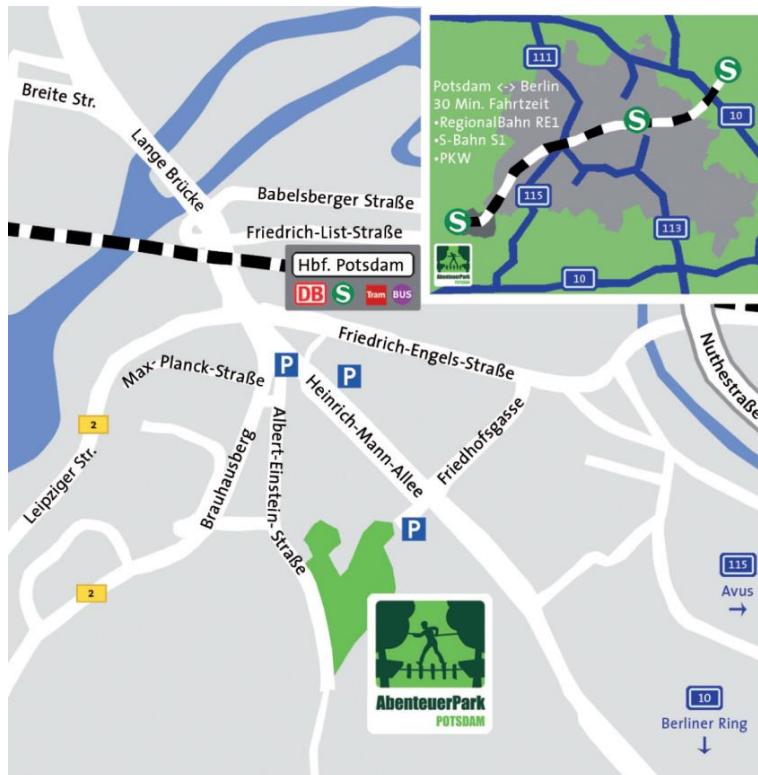 Breite Str.
Lange Brücke
Babelsberger Straße
Friedrich-List-Straße
Hbf. Potsdam
DB
S
Tram
BUS
Potsdam <-> Berlin
30 Min. Fahrtzeit
•RegionalBahn RE1
•S-Bahn S1
•PKW
111
10
115
113
10
S
S
S
AbenteuerPark
POTSDAM
Friedrich-Engels-Straße
Nuthestraße
Max-Planck-Straße
P
P
Heinrich-Mann-Allee
Friedhofsgasse
2
Leipziger Str.
Brauhausberg
Albert-Einstein-Straße
P
2
115
Avus
→
AbenteuerPark
POTSDAM
10
Berliner Ring
↓